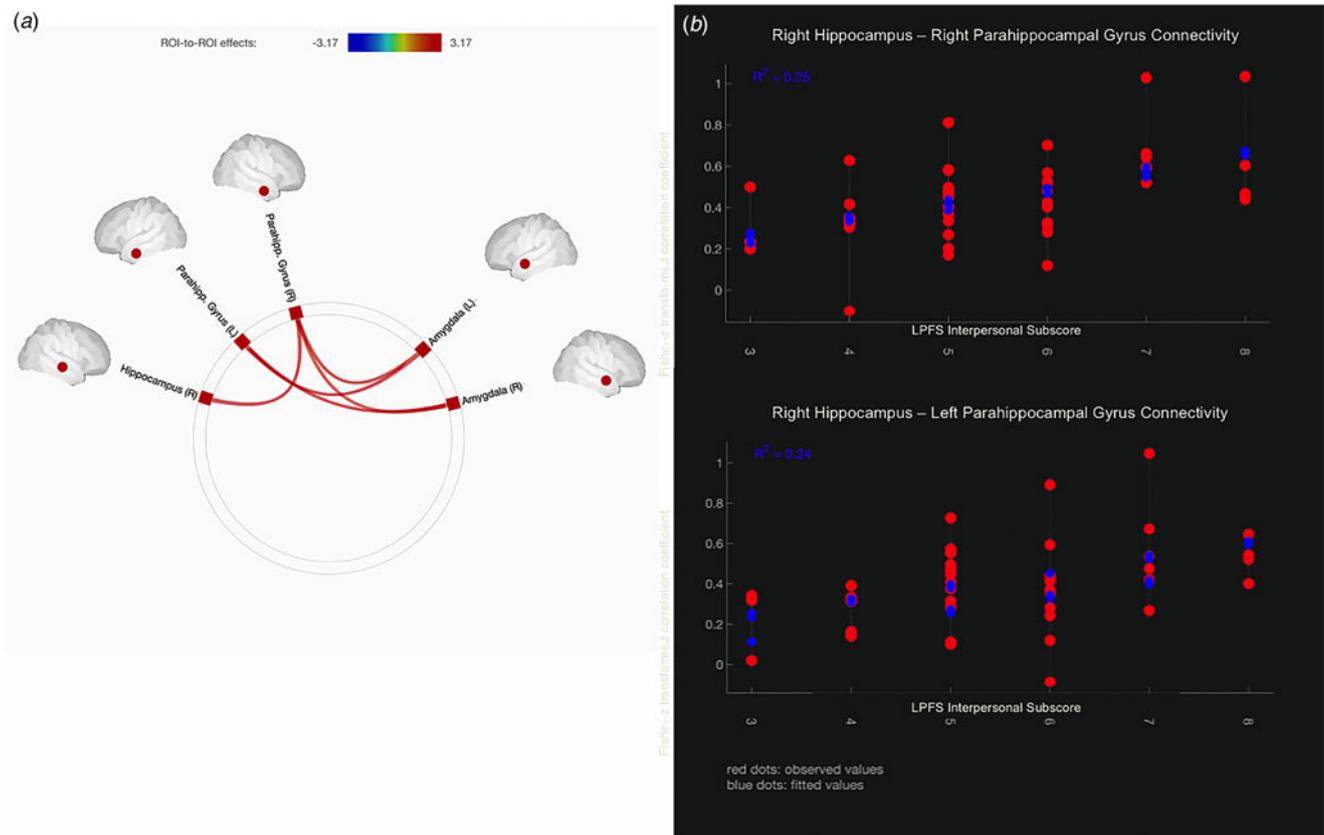 (a)
ROI-to-ROI effects: -3.17 3.17
Parahipp. Gyrus (R)
Parahipp. Gyrus (L)
Amygdala (L)
Hippocampus (R)
Amygdala (R)
(b)
Right Hippocampus – Right Parahippocampal Gyrus Connectivity
R² = 0.25
1
0.8
0.6
0.4
0.2
0
Fisher-z transformed correlation coefficient
LPFS Interpersonal Subscore
3 4 5 6 7 8
Right Hippocampus – Left Parahippocampal Gyrus Connectivity
R² = 0.24
1
0.8
0.6
0.4
0.2
0
Fisher-z transformed correlation coefficient
LPFS Interpersonal Subscore
3 4 5 6 7 8
red dots: observed values
blue dots: fitted values